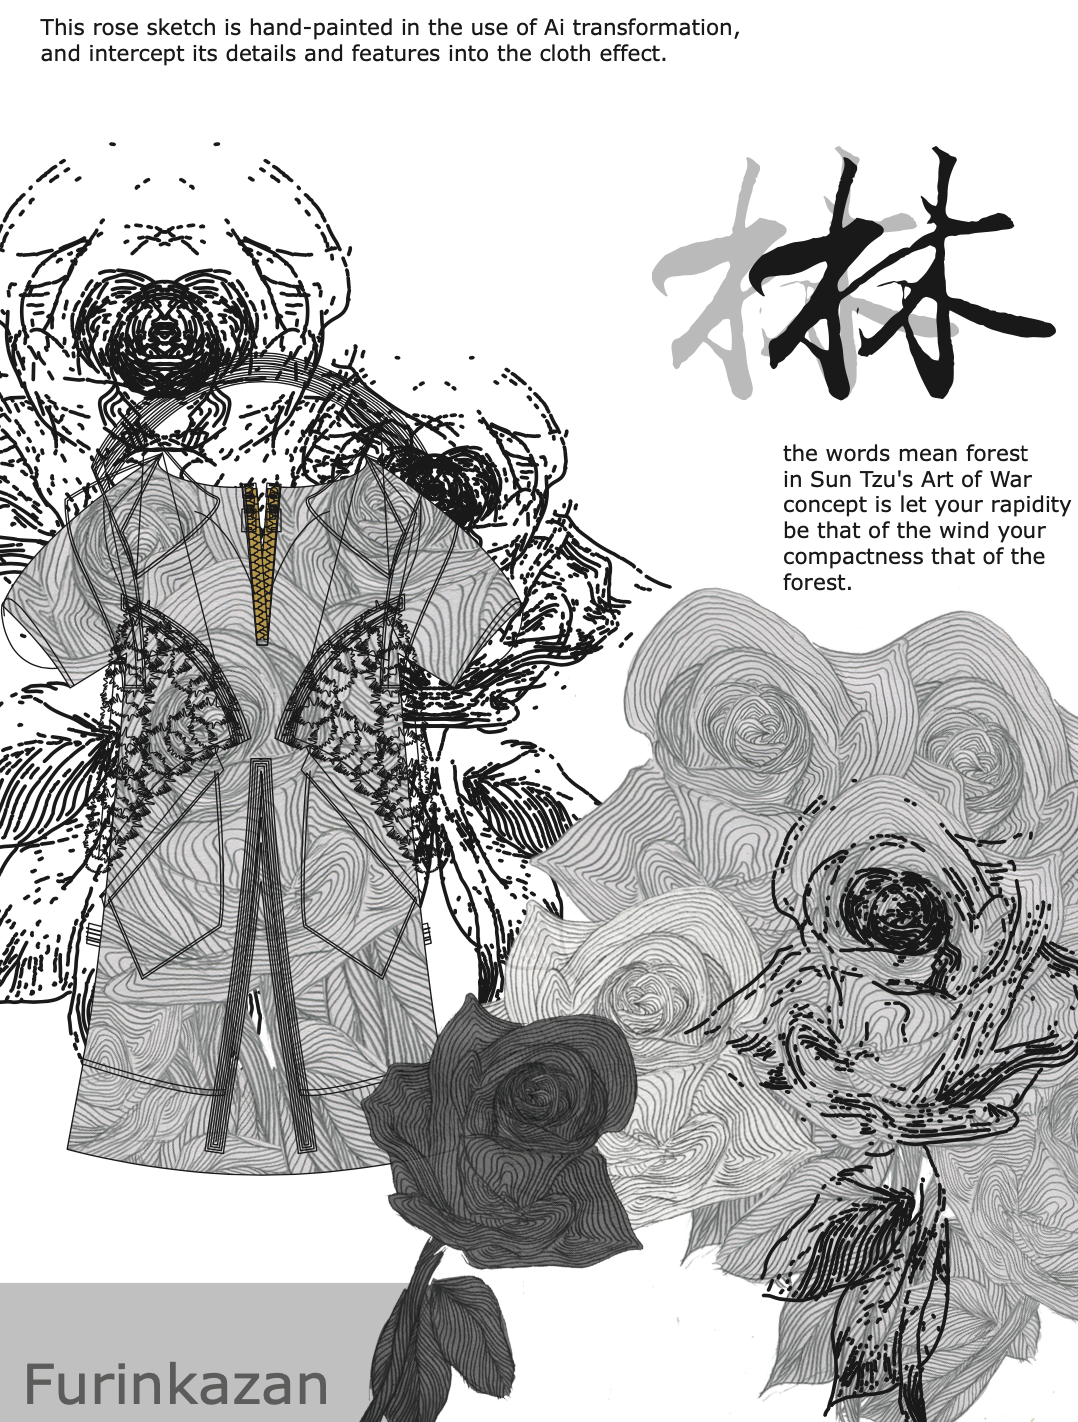 This rose sketch is hand-painted in the use of Ai transformation,
and intercept its details and features into the cloth effect.
林
the words mean forest
in Sun Tzu's Art of War
concept is let your rapidity
be that of the wind your
compactness that of the
forest.
Furinkazan